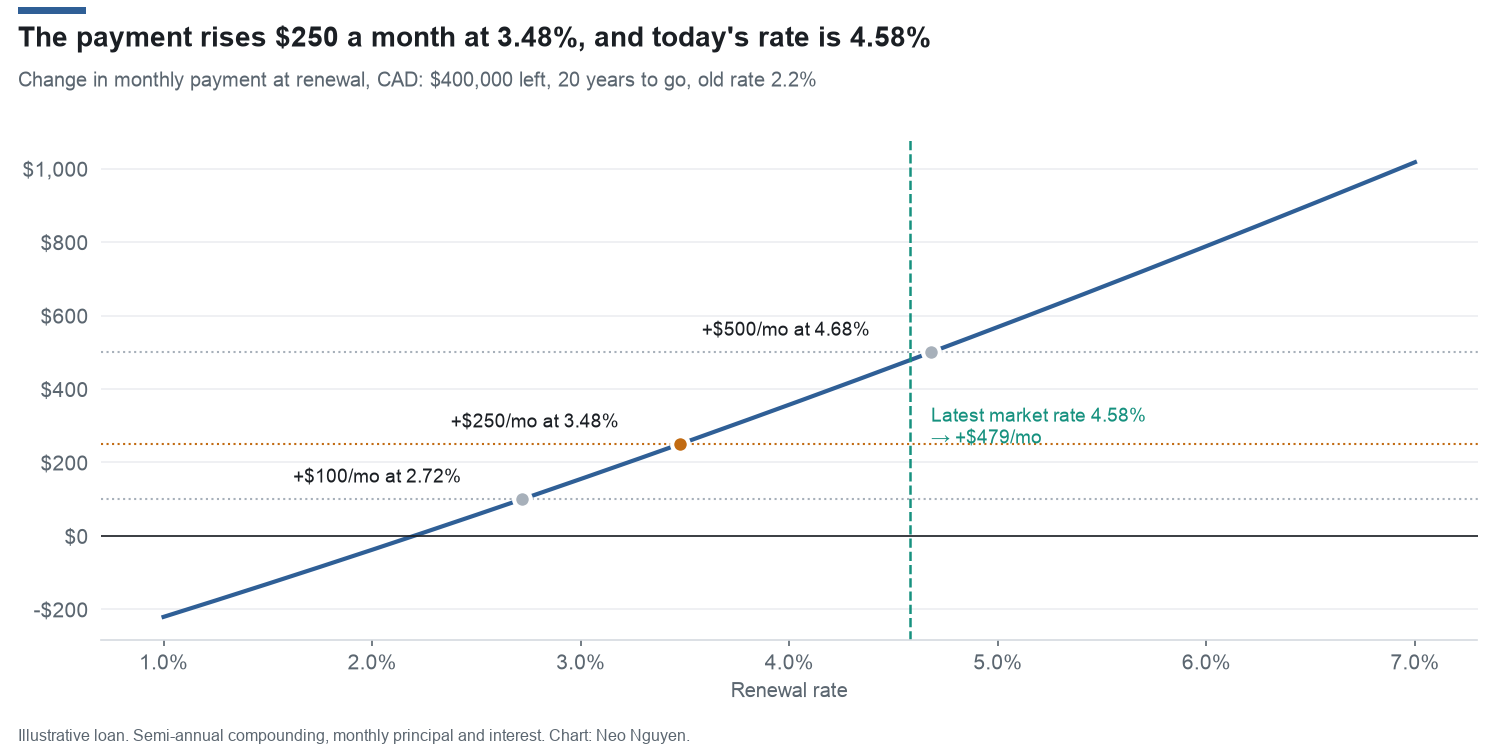 The payment rises $250 a month at 3.48%, and today's rate is 4.58%
Change in monthly payment at renewal, CAD: $400,000 left, 20 years to go, old rate 2.2%
$1,000
$800
$600
+$500/mo at 4.68%
$400
Latest market rate 4.58%
→ +$479/mo
+$250/mo at 3.48%
$200
+$100/mo at 2.72%
$0
-$200
1.0% 2.0% 3.0% 4.0% 5.0% 6.0% 7.0%
Renewal rate
Illustrative loan. Semi-annual compounding, monthly principal and interest. Chart: Neo Nguyen.